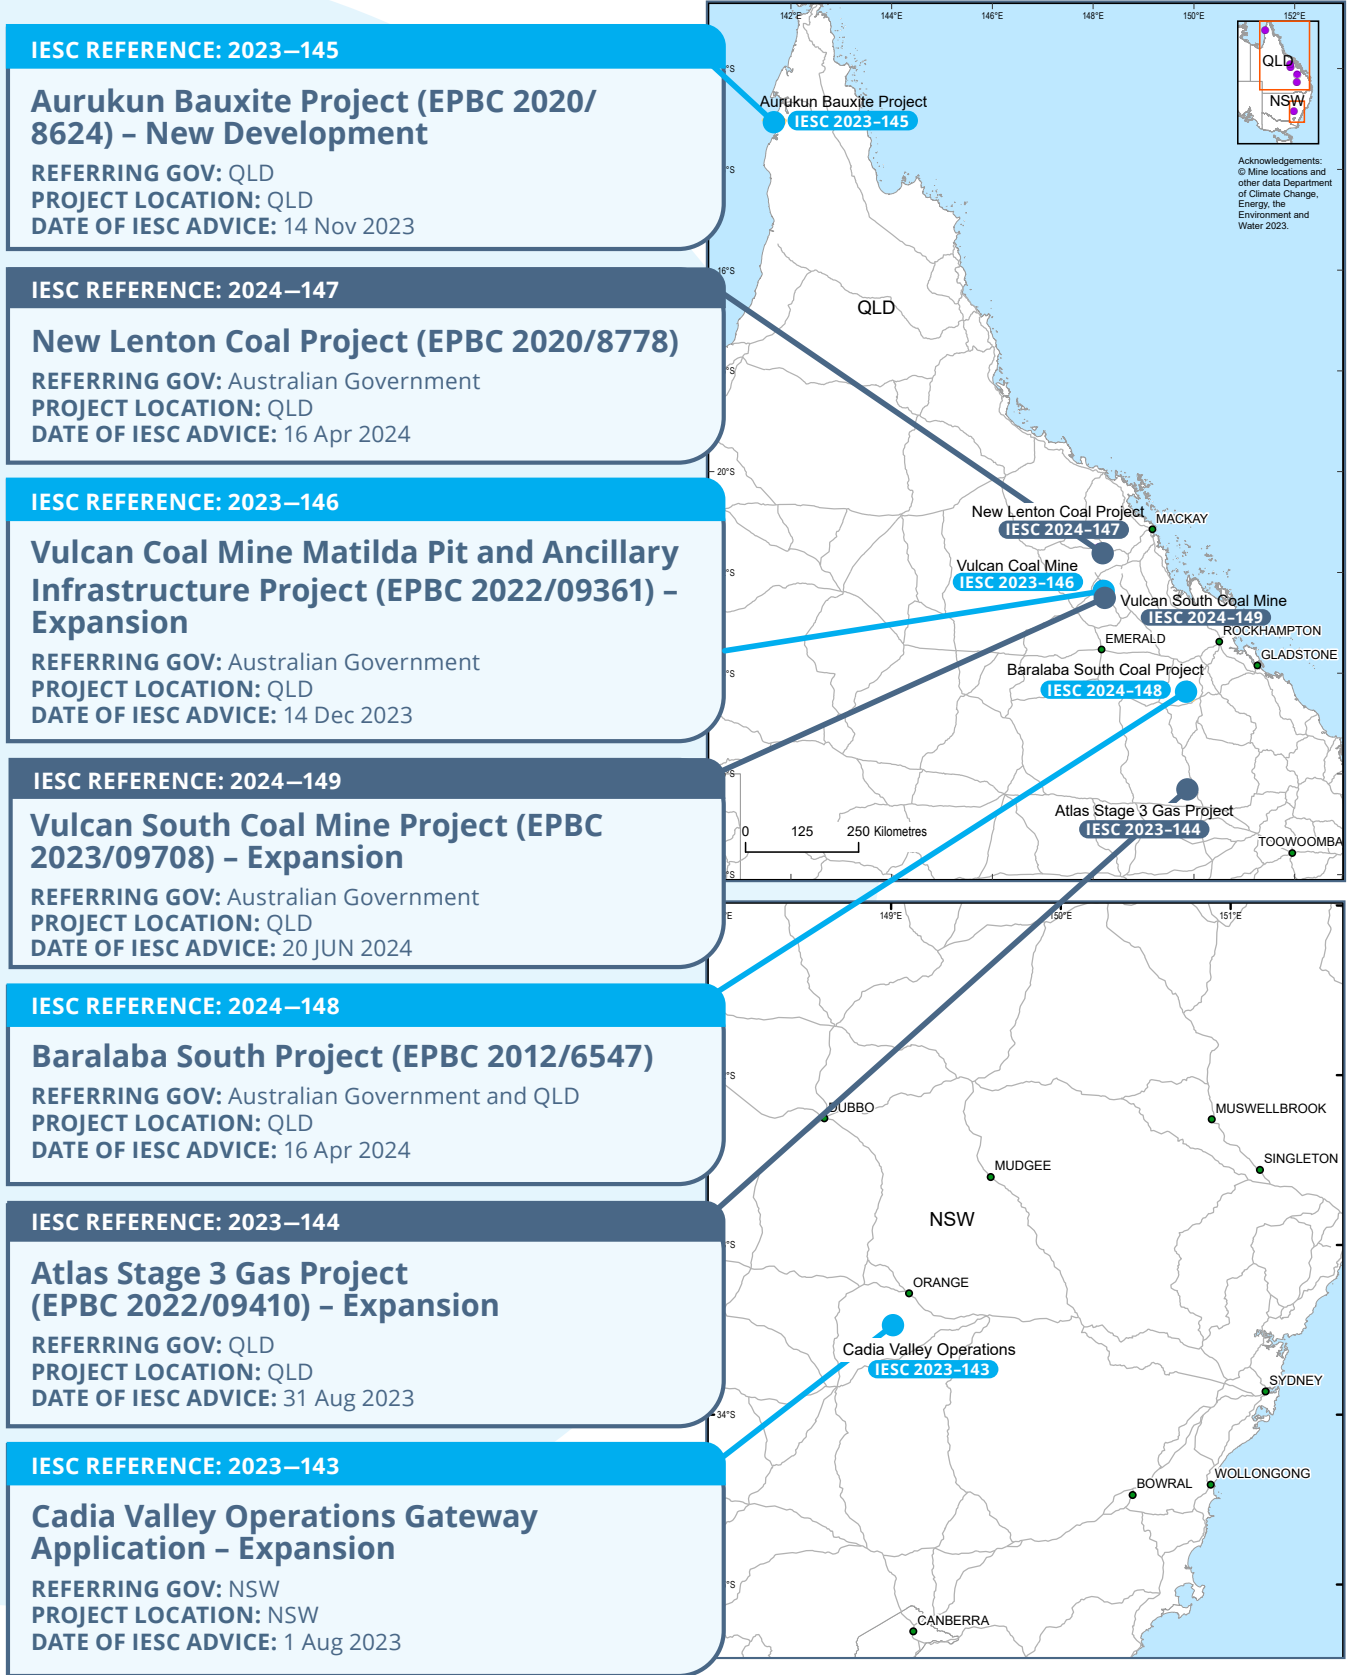 IESC REFERENCE: 2023—145
Aurukun Bauxite Project (EPBC 2020/
8624) – New Development
REFERRING GOV: QLD
PROJECT LOCATION: QLD
DATE OF IESC ADVICE: 14 Nov 2023
IESC REFERENCE: 2024—147
New Lenton Coal Project (EPBC 2020/8778)
REFERRING GOV: Australian Government
PROJECT LOCATION: QLD
DATE OF IESC ADVICE: 16 Apr 2024
IESC REFERENCE: 2023—146
Vulcan Coal Mine Matilda Pit and Ancillary
Infrastructure Project (EPBC 2022/09361) –
Expansion
REFERRING GOV: Australian Government
PROJECT LOCATION: QLD
DATE OF IESC ADVICE: 14 Dec 2023
IESC REFERENCE: 2024—149
Vulcan South Coal Mine Project (EPBC
2023/09708) – Expansion
REFERRING GOV: Australian Government
PROJECT LOCATION: QLD
DATE OF IESC ADVICE: 20 JUN 2024
IESC REFERENCE: 2024—148
Baralaba South Project (EPBC 2012/6547)
REFERRING GOV: Australian Government and QLD
PROJECT LOCATION: QLD
DATE OF IESC ADVICE: 16 Apr 2024
IESC REFERENCE: 2023—144
Atlas Stage 3 Gas Project
(EPBC 2022/09410) – Expansion
REFERRING GOV: QLD
PROJECT LOCATION: QLD
DATE OF IESC ADVICE: 31 Aug 2023
IESC REFERENCE: 2023—143
Cadia Valley Operations Gateway
Application – Expansion
REFERRING GOV: NSW
PROJECT LOCATION: NSW
DATE OF IESC ADVICE: 1 Aug 2023
142°E 144°E 146°E 148°E 150°E 152°E
QLD
NSW
Acknowledgements:
© Mine locations and
other data Department
of Climate Change,
Energy, the
Environment and
Water 2023.
Aurukun Bauxite Project
IESC 2023–145
16°S
QLD
20°S
New Lenton Coal Project
IESC 2024–147
MACKAY
Vulcan Coal Mine
IESC 2023–146
Vulcan South Coal Mine
IESC 2024–149
EMERALD
ROCKHAMPTON
GLADSTONE
Baralaba South Coal Project
IESC 2024–148
Atlas Stage 3 Gas Project
IESC 2023–144
0 125 250 Kilometres
TOOWOOMBA
149°E 150°E 151°E
DUBBO
MUSWELLBROOK
MUDGEE
SINGLETON
NSW
ORANGE
Cadia Valley Operations
IESC 2023–143
SYDNEY
34°S
BOWRAL
WOLLONGONG
CANBERRA